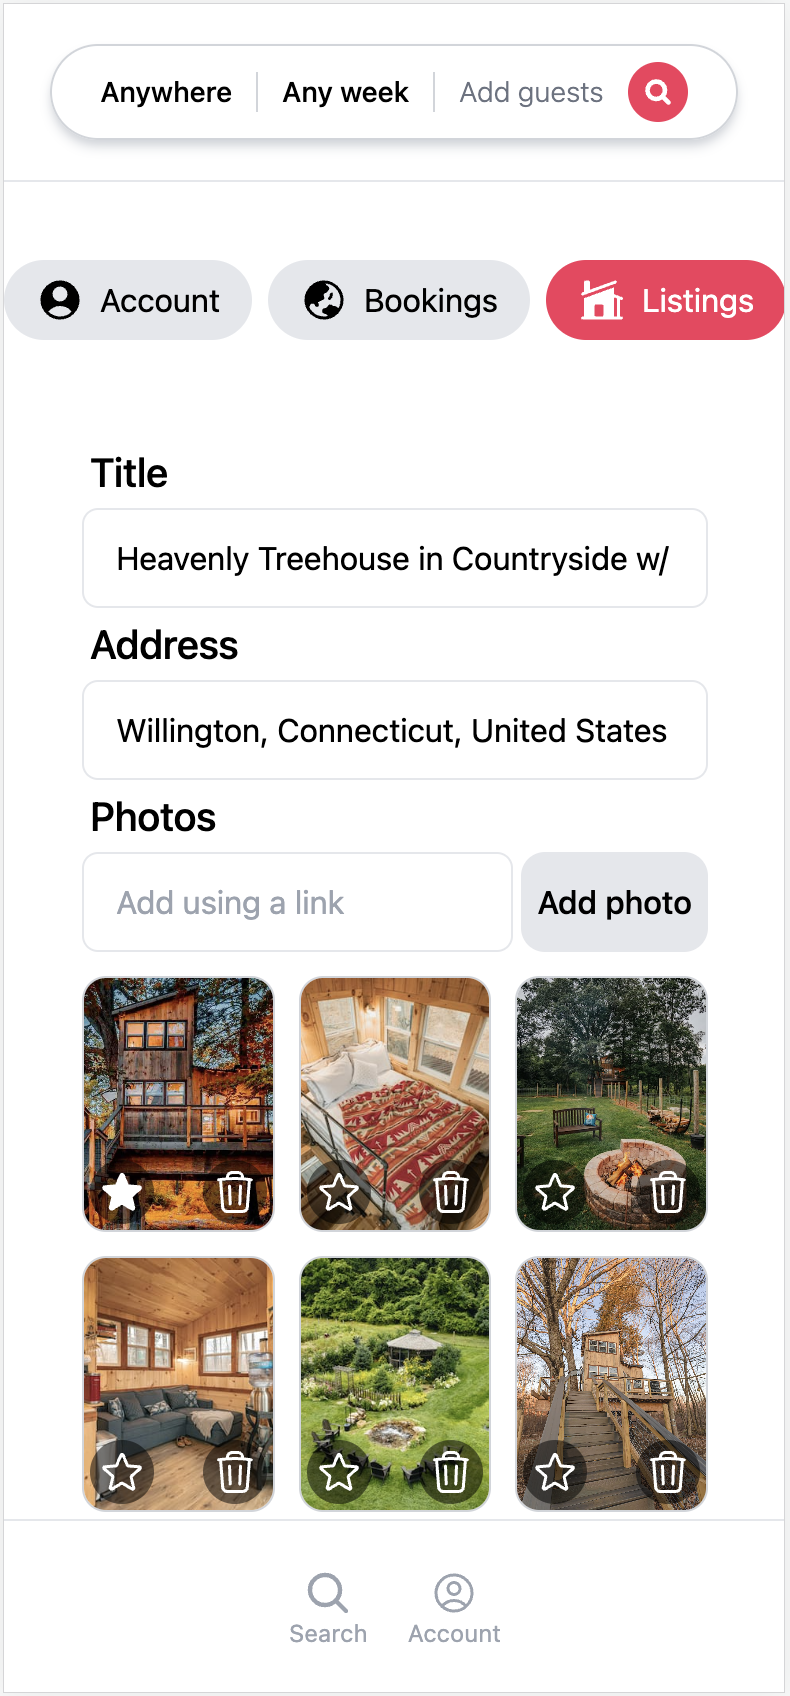 Anywhere Any week Add guests
Account Bookings Listings
Title
Heavenly Treehouse in Countryside w/
Address
Willington, Connecticut, United States
Photos
Add using a link Add photo
Search Account